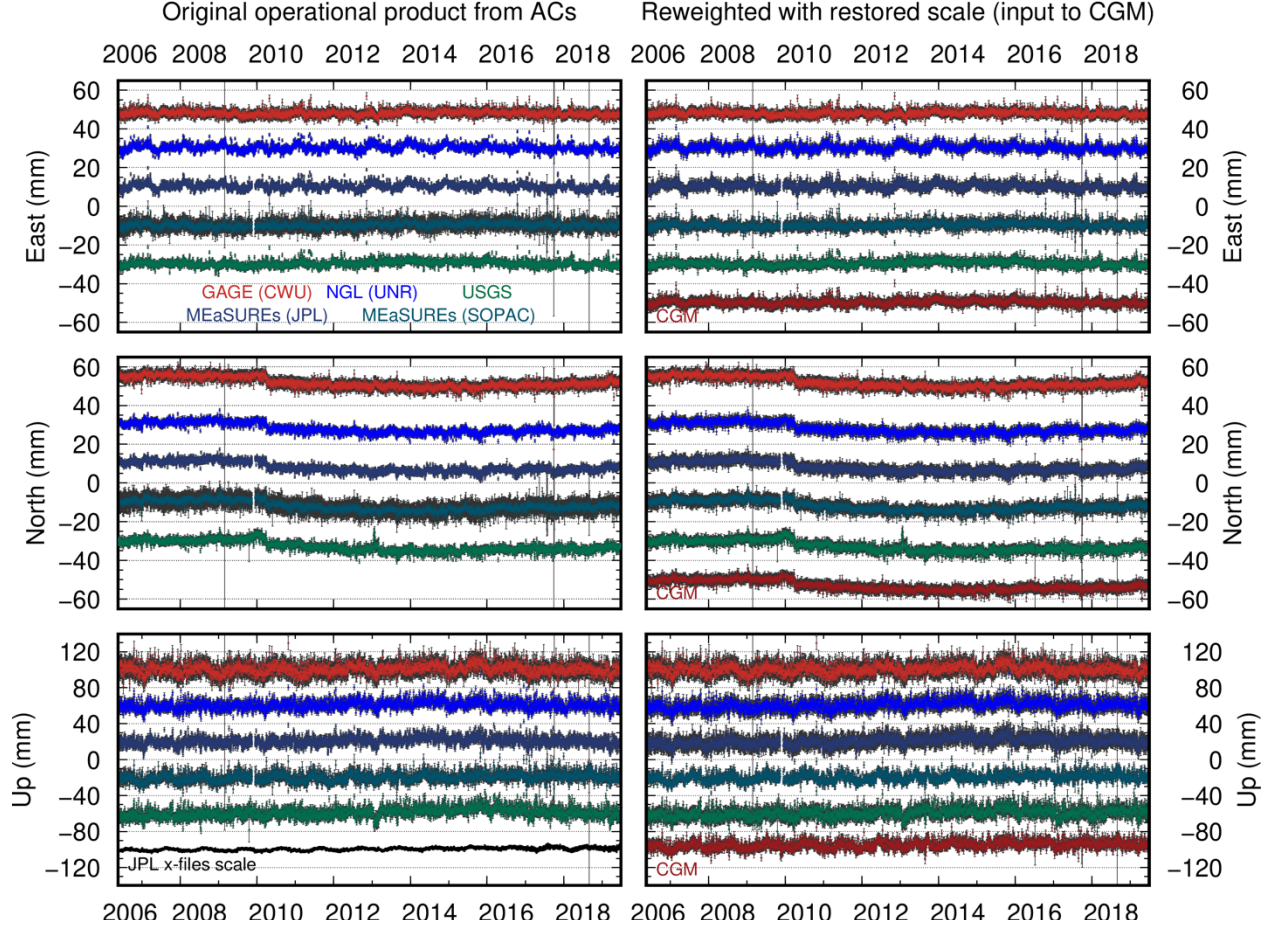 Original operational product from ACs
Reweighted with restored scale (input to CGM)
2006 2008 2010 2012 2014 2016 2018
2006 2008 2010 2012 2014 2016 2018
East (mm)
60
40
20
0
−20
−40
−60
GAGE (CWU) NGL (UNR) USGS
MEaSUREs (JPL) MEaSUREs (SOPAC)
CGM
60
40
20
0
−20
−40
−60
East (mm)
North (mm)
60
40
20
0
−20
−40
−60
CGM
60
40
20
0
−20
−40
−60
North (mm)
Up (mm)
120
80
40
0
−40
−80
−120
JPL x-files scale
CGM
120
80
40
0
−40
−80
−120
Up (mm)
2006 2008 2010 2012 2014 2016 2018
2006 2008 2010 2012 2014 2016 2018